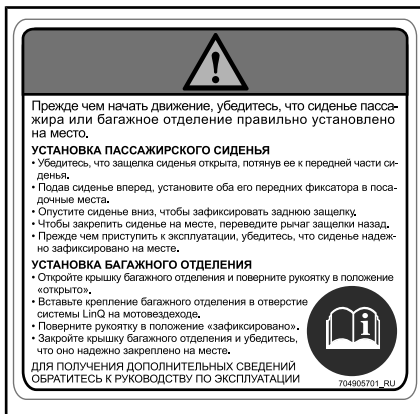 Прежде чем начать движение, убедитесь, что сиденье пасса-
жира или багажное отделение правильно установлено
на место.
УСТАНОВКА ПАССАЖИРСКОГО СИДЕНЬЯ
• Убедитесь, что защелка сиденья открыта, потянув ее к передней части си-
денья.
• Подав сиденье вперед, установите оба его передних фиксатора в поса-
дочные места.
• Опустите сиденье вниз, чтобы зафиксировать заднюю защелку.
• Чтобы закрепить сиденье на месте, переведите рычаг защелки назад.
• Прежде чем приступить к эксплуатации, убедитесь, что сиденье надеж-
но зафиксировано на месте.
УСТАНОВКА БАГАЖНОГО ОТДЕЛЕНИЯ
• Откройте крышку багажного отделения и поверните рукоятку в положение
«открыто».
• Вставьте крепление багажного отделения в отверстие
системы LinQ на мотовездеходе.
• Поверните рукоятку в положение «зафиксировано».
• Закройте крышку багажного отделения и убедитесь,
что оно надежно закреплено на месте.
ДЛЯ ПОЛУЧЕНИЯ ДОПОЛНИТЕЛЬНЫХ СВЕДЕНИЙ
ОБРАТИТЕСЬ К РУКОВОДСТВУ ПО ЭКСПЛУАТАЦИИ
704905701_RU